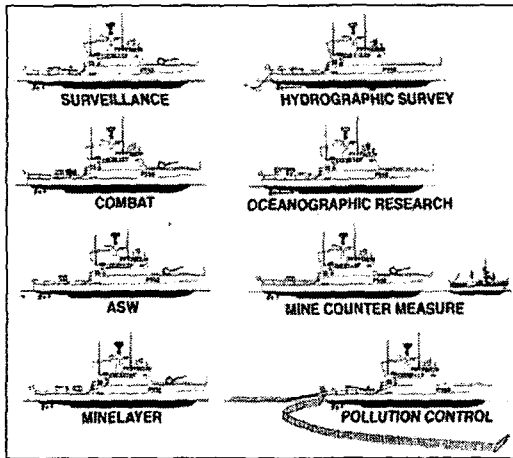 SURVEILLANCE
HYDROGRAPHIC SURVEY
COMBAT
OCEANOGRAPHIC RESEARCH
ASW
MINE COUNTER MEASURE
MINELAYER
POLLUTION CONTROL